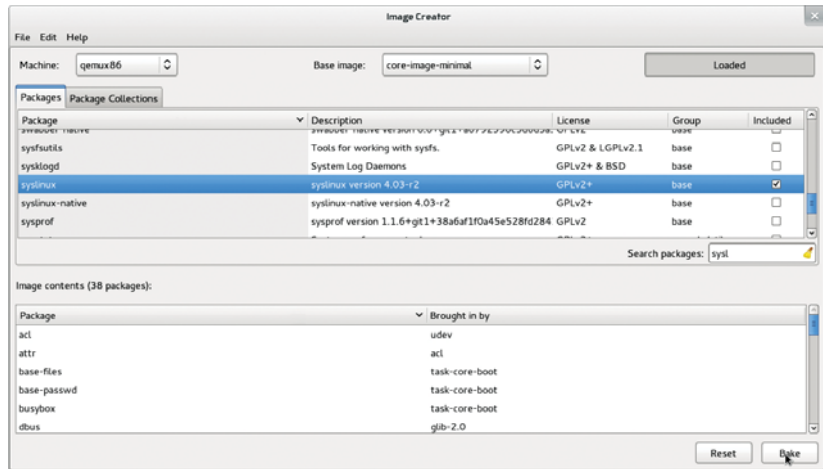 Image Creator
File Edit Help
Machine: qemux86 Base image: core-image-minimal Loaded
Packages Package Collections
Package Description License Group Included
sysfsutils Tools for working with sysfs. GPLv2 & LGPLv2.1 base
sysklogd System Log Daemons GPLv2+ & BSD base
syslinux syslinux version 4.03-r2 GPLv2+ base
syslinux-native syslinux-native version 4.03-r2 GPLv2+ base
sysprof sysprof version 1.1.6+git1+38a6af1f0a45e528fd284 GPLv2 base
Search packages: sysl
Image contents (38 packages):
Package Brought in by
acl udev
attr acl
base-files task-core-boot
base-passwd task-core-boot
busybox task-core-boot
dbus glib-2.0
Reset Bake